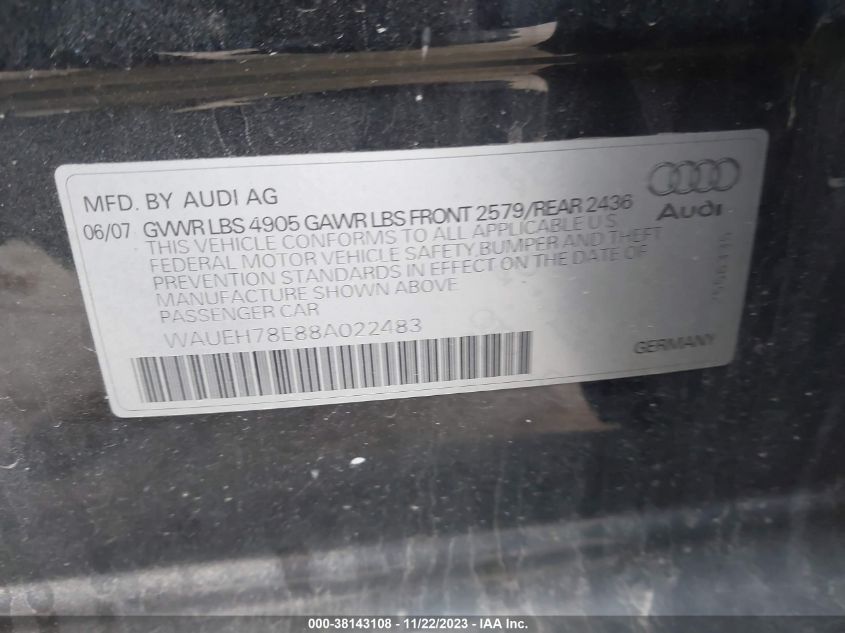 MFD. BY AUDI AG
06/07 GVWR LBS 4905 GAWR LBS FRONT 2579/REAR 2436
THIS VEHICLE CONFORMS TO ALL APPLICABLE U.S.
FEDERAL MOTOR VEHICLE SAFETY,BUMPER AND THEFT
PREVENTION STANDARDS IN EFFECT ON THE DATE OF
MANUFACTURE SHOWN ABOVE
PASSENGER CAR
WAUEH78E88A022483
Audi
GERMANY
000-38143108 - 11/22/2023 - IAA Inc.